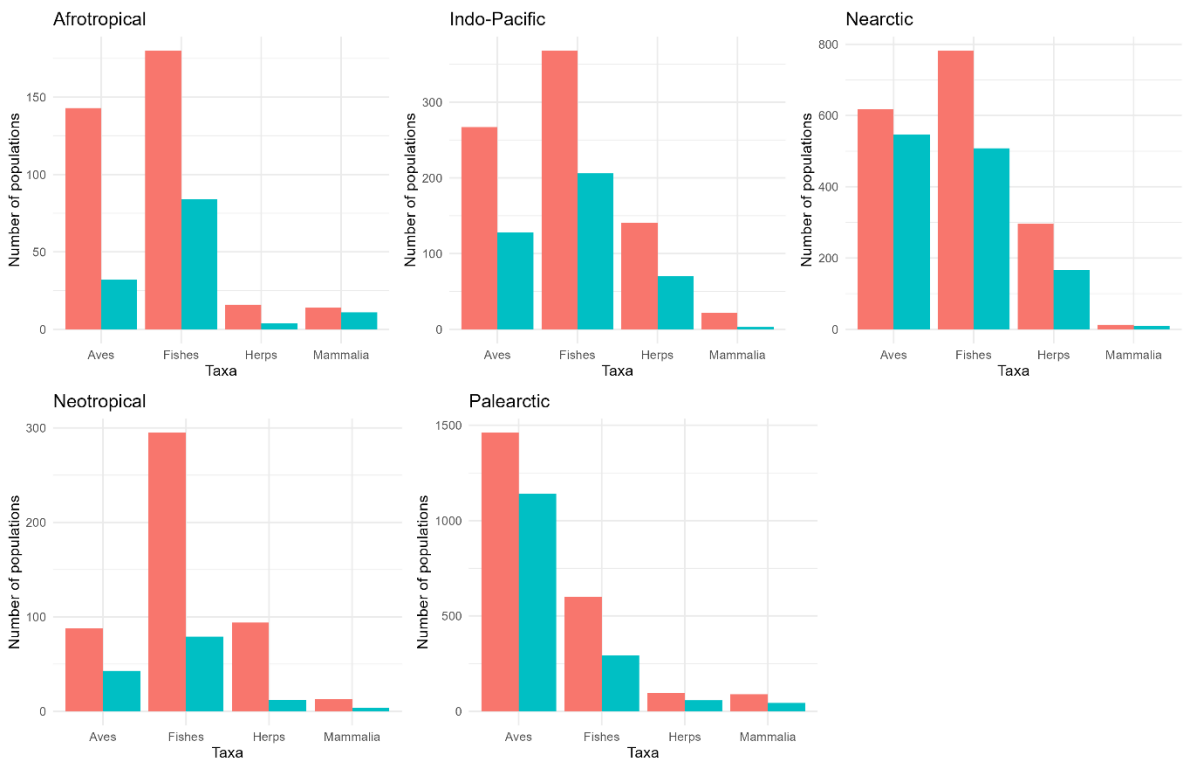 Afrotropical
Number of populations
150
100
50
0
Aves Fishes Herps Mammalia
Taxa
Indo-Pacific
Number of populations
300
200
100
0
Aves Fishes Herps Mammalia
Taxa
Nearctic
Number of populations
800
600
400
200
0
Aves Fishes Herps Mammalia
Taxa
Neotropical
Number of populations
300
200
100
0
Aves Fishes Herps Mammalia
Taxa
Palearctic
Number of populations
1500
1000
500
0
Aves Fishes Herps Mammalia
Taxa